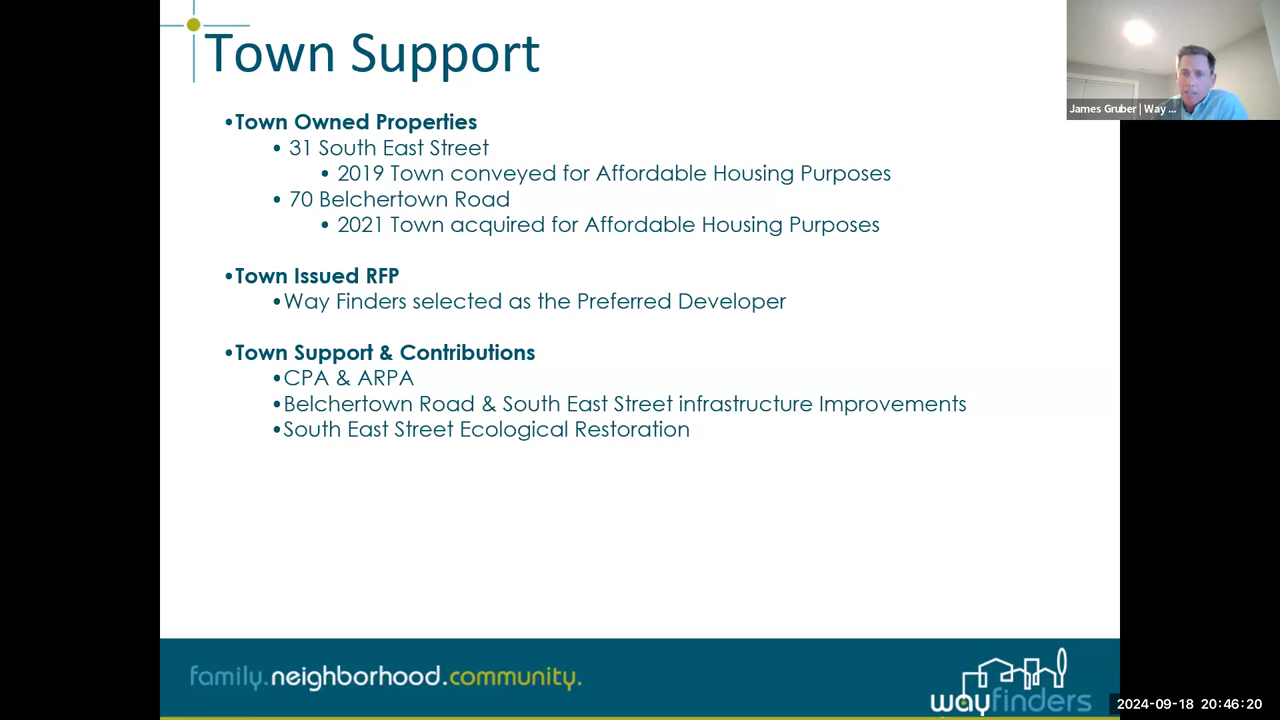 Town Support
James Gruber | Way ...
•Town Owned Properties
• 31 South East Street
• 2019 Town conveyed for Affordable Housing Purposes
• 70 Belchertown Road
• 2021 Town acquired for Affordable Housing Purposes
•Town Issued RFP
•Way Finders selected as the Preferred Developer
•Town Support & Contributions
•CPA & ARPA
•Belchertown Road & South East Street infrastructure Improvements
•South East Street Ecological Restoration
family.neighborhood.community.
wayfinders
2024-09-18 20:46:20